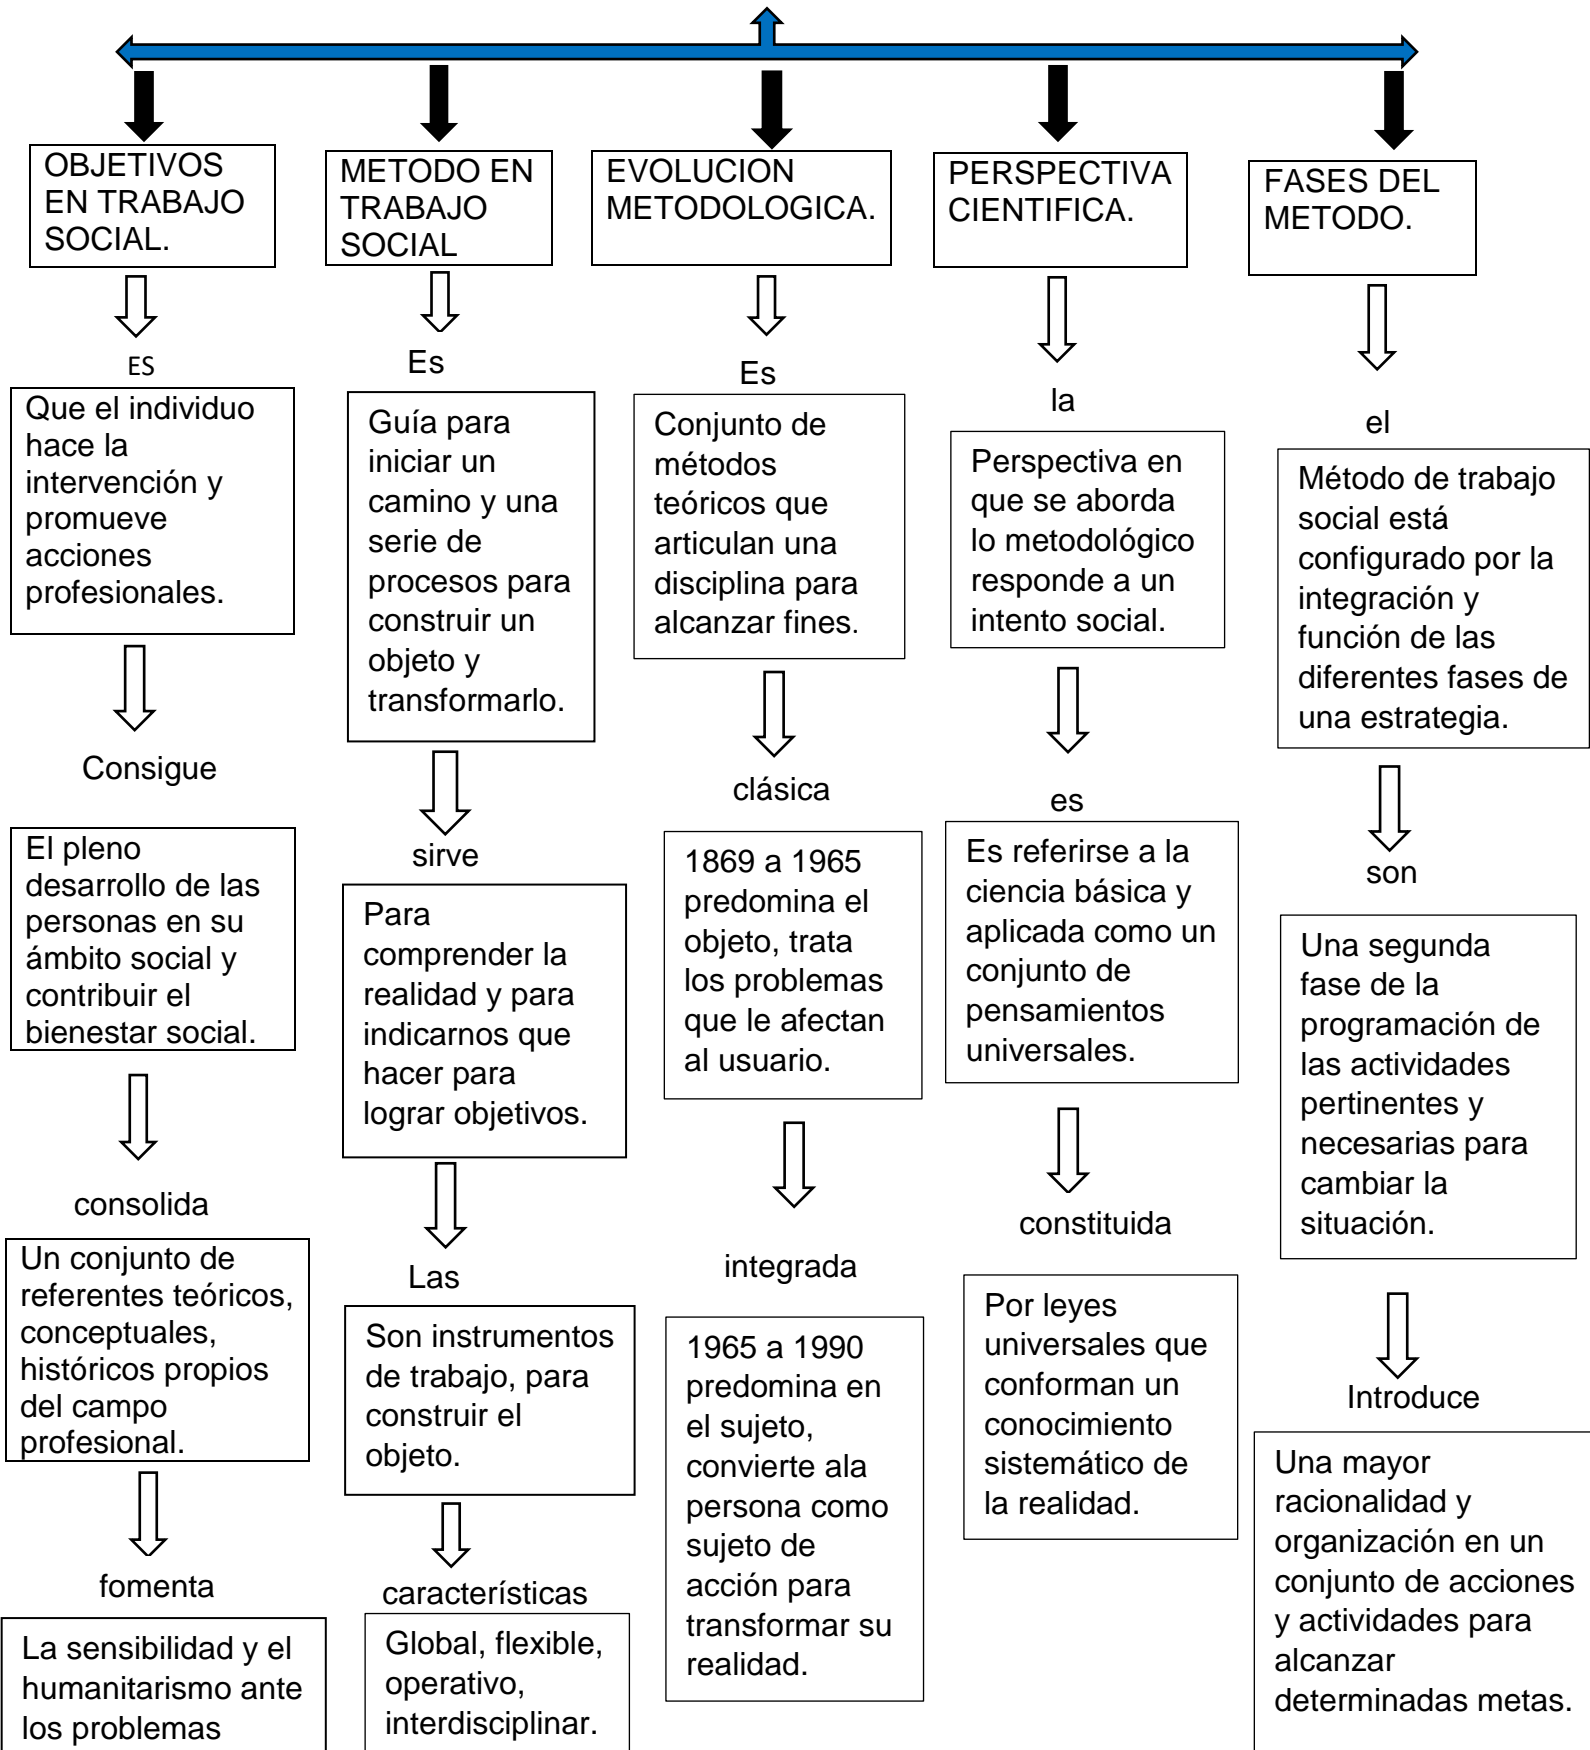 OBJETIVOS
EN TRABAJO
SOCIAL.
ES
Que el individuo
hace la
intervención y
promueve
acciones
profesionales.
Consigue
El pleno
desarrollo de las
personas en su
ámbito social y
contribuir el
bienestar social.
consolida
Un conjunto de
referentes teóricos,
conceptuales,
históricos propios
del campo
profesional.
fomenta
La sensibilidad y el
humanitarismo ante
los problemas
METODO EN
TRABAJO
SOCIAL
Es
Guía para
iniciar un
camino y una
serie de
procesos para
construir un
objeto y
transformarlo.
sirve
Para
comprender la
realidad y para
indicarnos que
hacer para
lograr objetivos.
Las
Son instrumentos
de trabajo, para
construir el
objeto.
características
Global, flexible,
operativo,
interdisciplinar.
EVOLUCION
METODOLOGICA.
Es
Conjunto de
métodos
teóricos que
articulan una
disciplina para
alcanzar fines.
clásica
1869 a 1965
predomina el
objeto, trata
los problemas
que le afectan
al usuario.
integrada
1965 a 1990
predomina en
el sujeto,
convierte ala
persona como
sujeto de
acción para
transformar su
realidad.
PERSPECTIVA
CIENTIFICA.
la
Perspectiva en
que se aborda
lo metodológico
responde a un
intento social.
es
Es referirse a la
ciencia básica y
aplicada como un
conjunto de
pensamientos
universales.
constituida
Por leyes
universales que
conforman un
conocimiento
sistemático de
la realidad.
FASES DEL
METODO.
el
Método de trabajo
social está
configurado por la
integración y
función de las
diferentes fases de
una estrategia.
son
Una segunda
fase de la
programación de
las actividades
pertinentes y
necesarias para
cambiar la
situación.
Introduce
Una mayor
racionalidad y
organización en un
conjunto de acciones
y actividades para
alcanzar
determinadas metas.